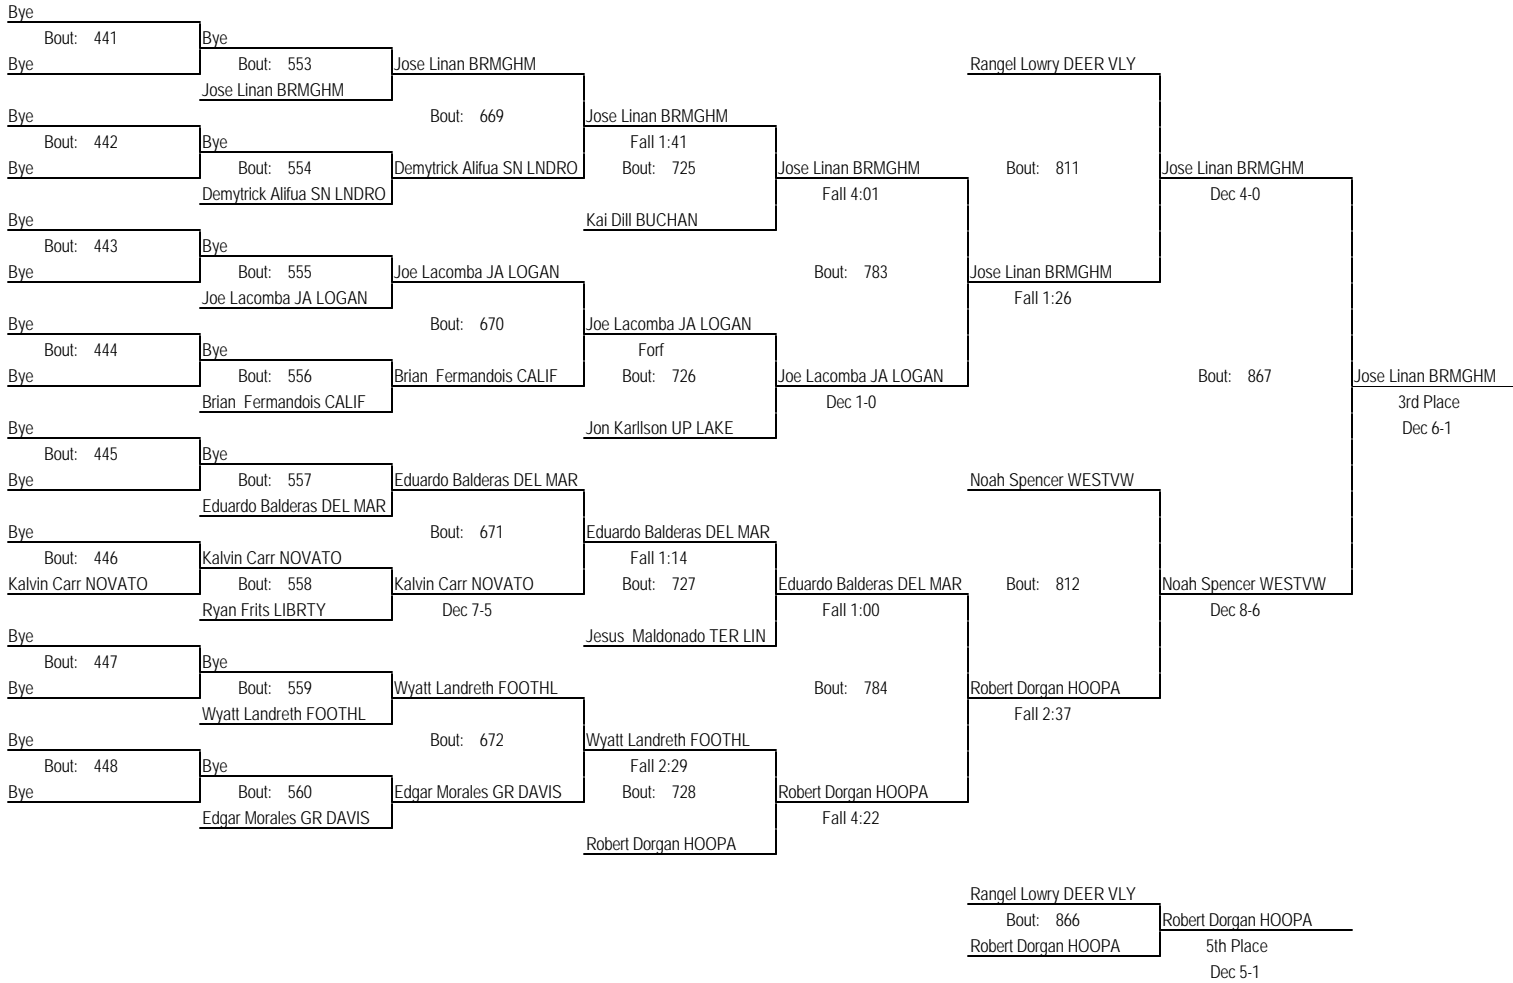 Bye
Bout: 441
Bye
Bye
Bout: 553
Jose Linan BRMGHM
Jose Linan BRMGHM
Rangel Lowry DEER VLY
Bye
Bout: 442
Bye
Bye
Bout: 554
Demytrick Alifua SN LNDRO
Bout: 669
Demytrick Alifua SN LNDRO
Jose Linan BRMGHM
Fall 1:41
Bout: 725
Kai Dill BUCHAN
Jose Linan BRMGHM
Fall 4:01
Bout: 811
Jose Linan BRMGHM
Dec 4-0
Bye
Bout: 443
Bye
Bye
Bout: 555
Joe Lacomba JA LOGAN
Joe Lacomba JA LOGAN
Bout: 783
Jose Linan BRMGHM
Fall 1:26
Bye
Bout: 444
Bye
Bye
Bout: 556
Brian Fermandois CALIF
Bout: 670
Brian Fermandois CALIF
Joe Lacomba JA LOGAN
Forf
Bout: 726
Jon Karllson UP LAKE
Joe Lacomba JA LOGAN
Dec 1-0
Bout: 867
Jose Linan BRMGHM
3rd Place
Dec 6-1
Bye
Bout: 445
Bye
Bye
Bout: 557
Eduardo Balderas DEL MAR
Eduardo Balderas DEL MAR
Noah Spencer WESTVW
Bye
Bout: 446
Kalvin Carr NOVATO
Kalvin Carr NOVATO
Bout: 558
Ryan Frits LIBRTY
Bout: 671
Kalvin Carr NOVATO
Dec 7-5
Eduardo Balderas DEL MAR
Fall 1:14
Bout: 727
Jesus Maldonado TER LIN
Eduardo Balderas DEL MAR
Fall 1:00
Bout: 812
Noah Spencer WESTVW
Dec 8-6
Bye
Bout: 447
Bye
Bye
Bout: 559
Wyatt Landreth FOOTHL
Wyatt Landreth FOOTHL
Bout: 784
Robert Dorgan HOOPA
Fall 2:37
Bye
Bout: 448
Bye
Bye
Bout: 560
Edgar Morales GR DAVIS
Bout: 672
Edgar Morales GR DAVIS
Wyatt Landreth FOOTHL
Fall 2:29
Bout: 728
Robert Dorgan HOOPA
Robert Dorgan HOOPA
Fall 4:22
Rangel Lowry DEER VLY
Bout: 866
Robert Dorgan HOOPA
Robert Dorgan HOOPA
5th Place
Dec 5-1